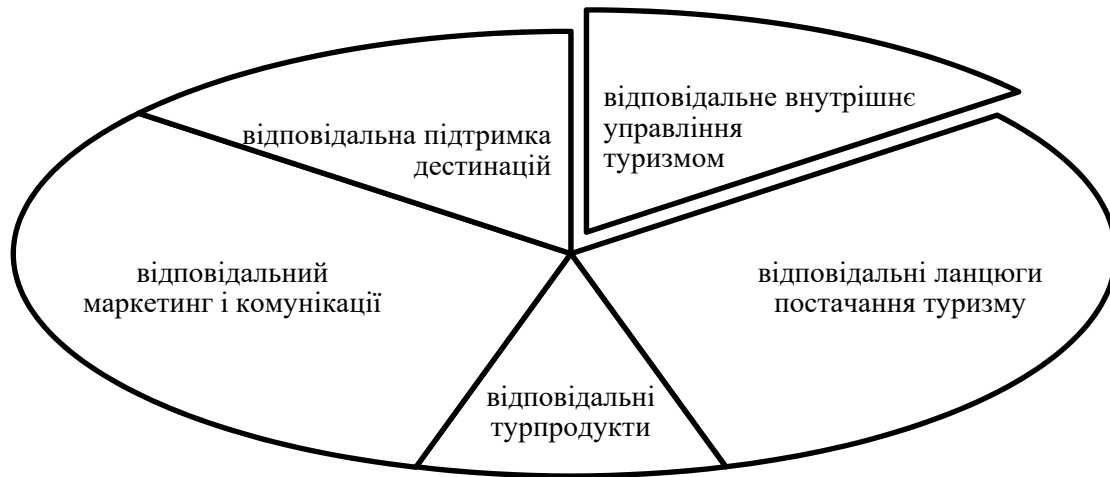 відповідальне внутрішнє
управління
туризмом
відповідальна підтримка
дестинацій
відповідальний
маркетинг і комунікації
відповідальні ланцюги
постачання туризму
відповідальні
турпродукти